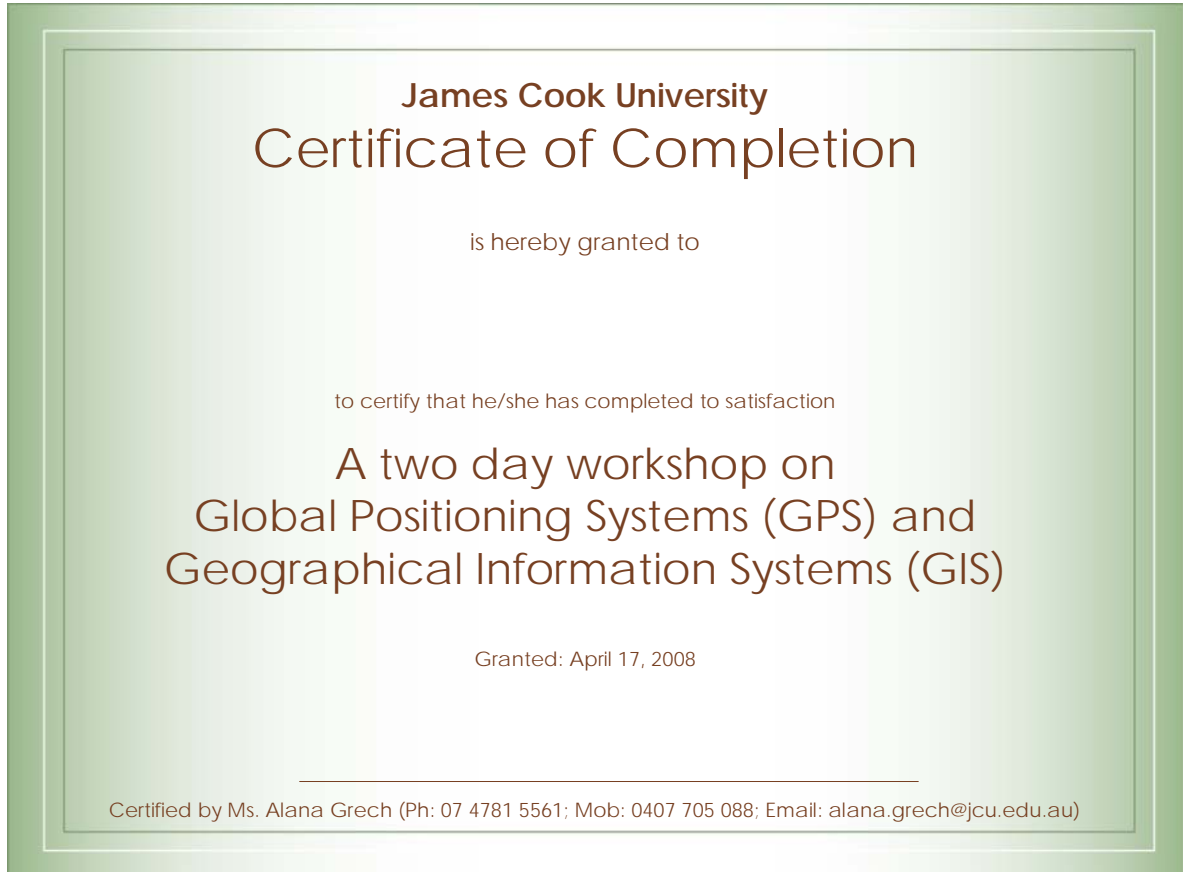 James Cook University
Certificate of Completion
is hereby granted to
to certify that he/she has completed to satisfaction
A two day workshop on
Global Positioning Systems (GPS) and
Geographical Information Systems (GIS)
Granted: April 17, 2008
Certified by Ms. Alana Grech (Ph: 07 4781 5561; Mob: 0407 705 088; Email: alana.grech@jcu.edu.au)